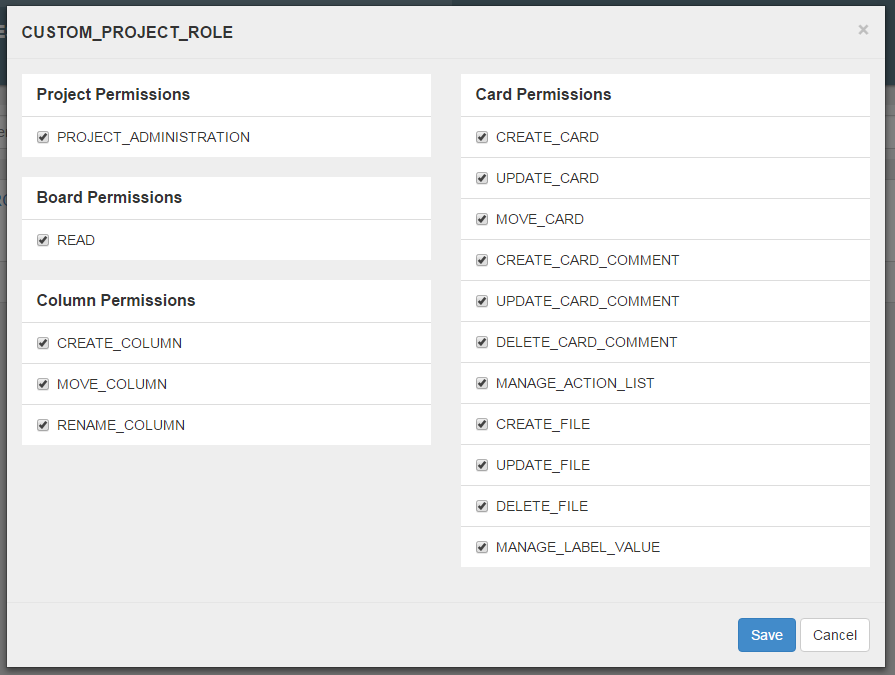 CUSTOM_PROJECT_ROLE
×
Project Permissions
PROJECT_ADMINISTRATION
Board Permissions
READ
Column Permissions
CREATE_COLUMN
MOVE_COLUMN
RENAME_COLUMN
Card Permissions
CREATE_CARD
UPDATE_CARD
MOVE_CARD
CREATE_CARD_COMMENT
UPDATE_CARD_COMMENT
DELETE_CARD_COMMENT
MANAGE_ACTION_LIST
CREATE_FILE
UPDATE_FILE
DELETE_FILE
MANAGE_LABEL_VALUE
Save Cancel